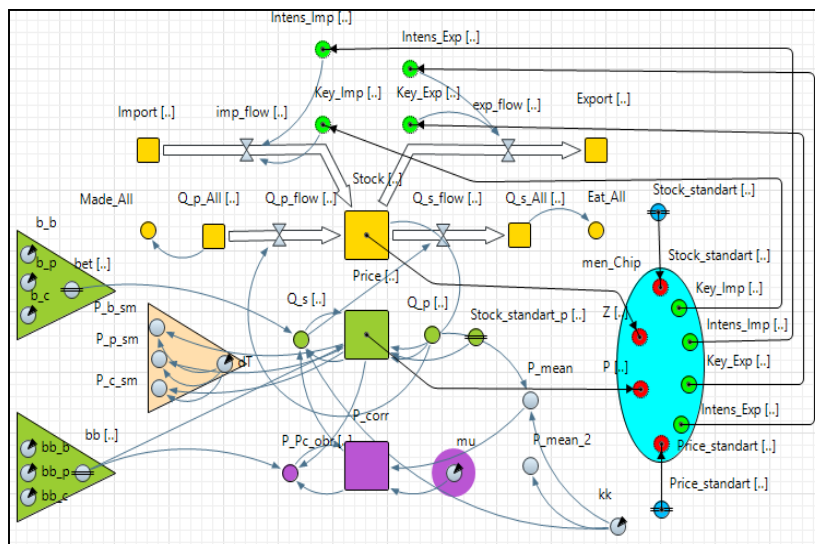 Intens_Imp [..]
Intens_Exp [..]
Key_Imp [..]
Key_Exp [..]
Import [..]
imp_flow [..]
exp_flow [..]
Export [..]
Stock [..]
Made_All
Q_p_All [..]
Q_p_flow [..]
Q_s_flow [..]
Q_s_All [..]
Eat_All
Stock_standart [..]
b_b
b_p
b_c
bet [..]
Price [..]
men_Chip
Stock_standart [..]
Key_Imp [..]
P_b_sm
P_p_sm
P_c_sm
dT
Q_s [..]
Q_p [..]
Stock_standart_p [..]
Z [..]
Intens_Imp [..]
P_mean
P [..]
Key_Exp [..]
Intens_Exp [..]
bb [..]
bb_b
bb_p
bb_c
P_Pc_obr [..]
P_corr
mu
P_mean_2
kk
Price_standart [..]
Price_standart [..]